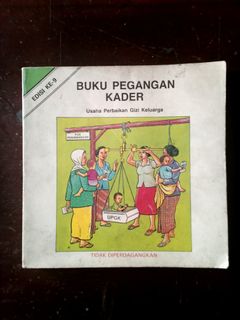 EDISI KE-9
BUKU PEGANGAN
KADER
Usaha Perbaikan Gizi Keluarga
POS
PENIMBANGAN
UPGK
TIDAK DIPERDAGANGKAN